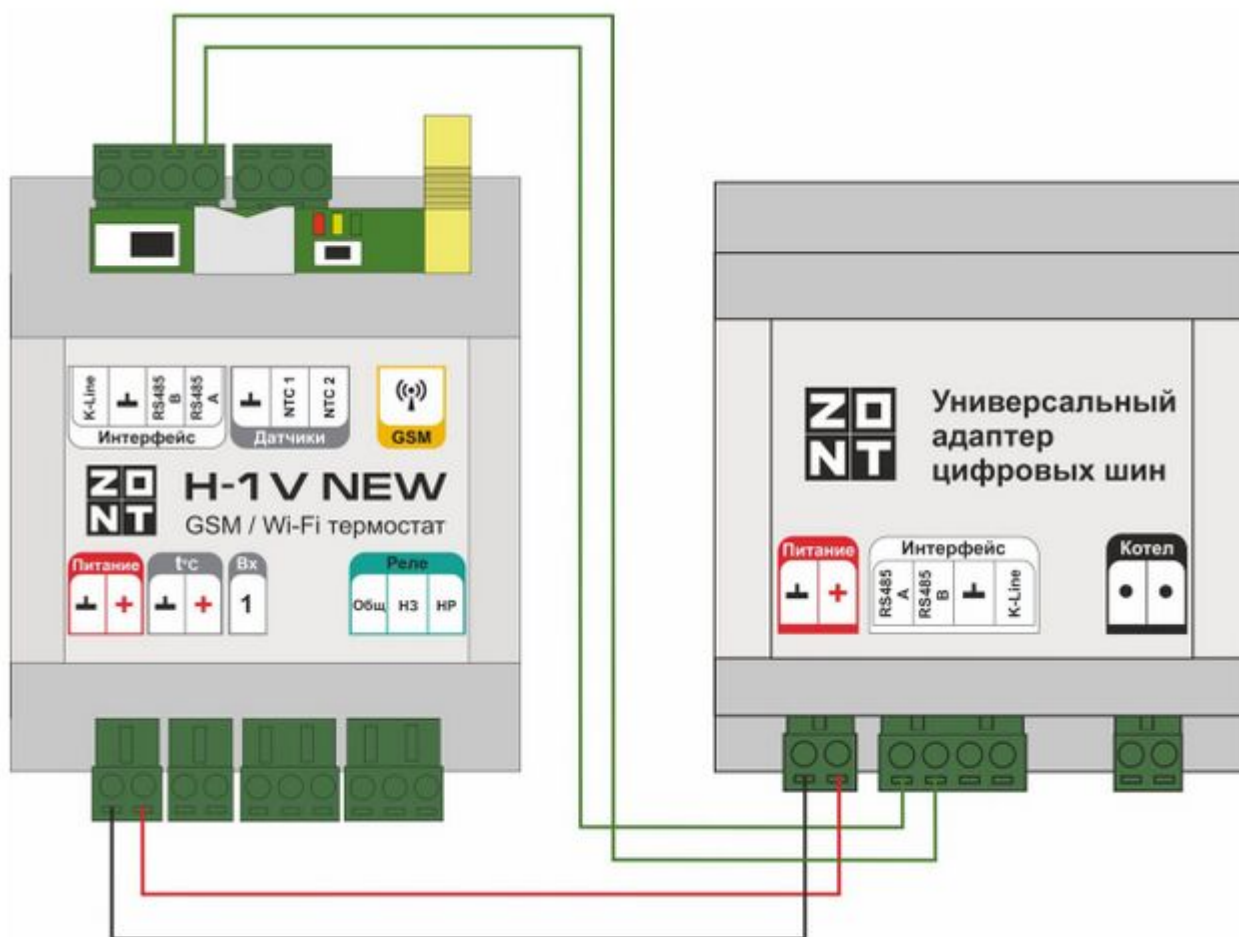 K-Line
RS485 B
RS485 A
Интерфейс
NTC 1
NTC 2
Датчики
GSM
ZONT
H-1V NEW
GSM / Wi-Fi термостат
Питание
+
t°C
+
Вх
1
Реле
Общ НЗ НР
ZONT
Универсальный
адаптер
цифровых шин
Питание
+
Интерфейс
RS485 A
RS485 B
K-Line
Котел